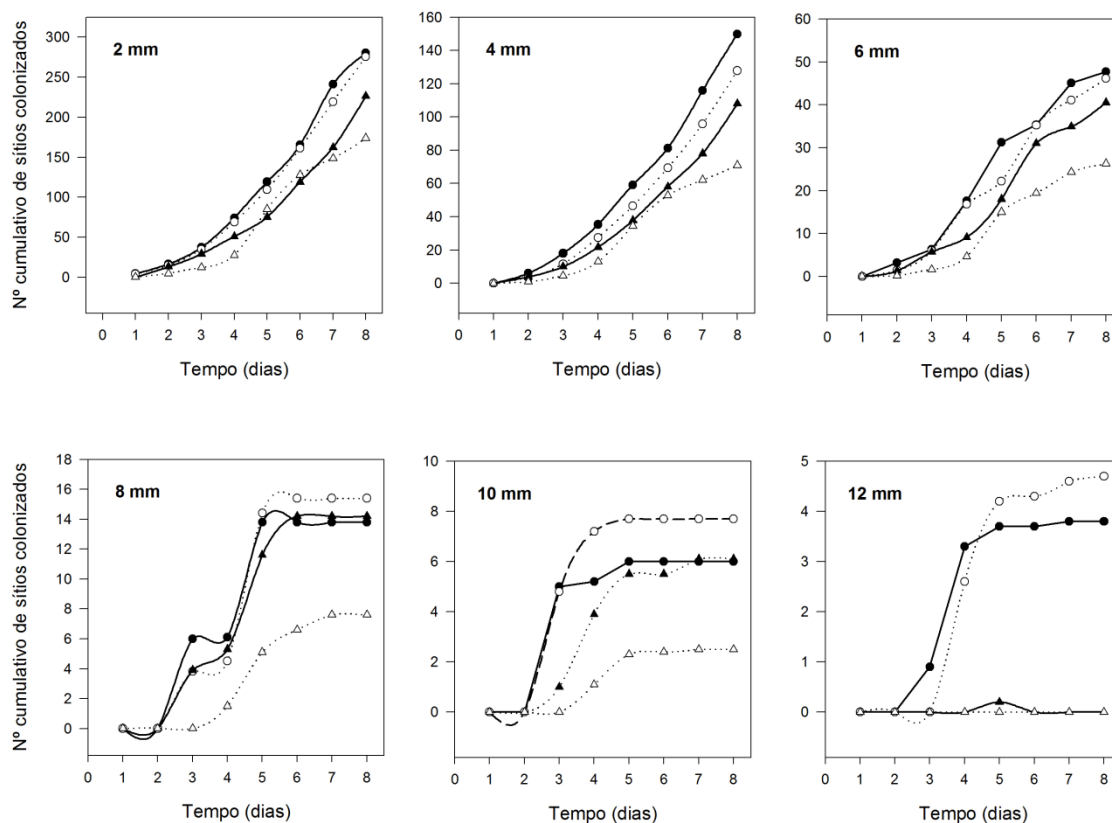 Nº cumulativo de sítios colonizados
2 mm
300
250
200
150
100
50
0
0 1 2 3 4 5 6 7 8
Tempo (dias)
4 mm
160
140
120
100
80
60
40
20
0
0 1 2 3 4 5 6 7 8
Tempo (dias)
6 mm
60
50
40
30
20
10
0
0 1 2 3 4 5 6 7 8
Tempo (dias)
Nº cumulativo de sítios colonizados
8 mm
18
16
14
12
10
8
6
4
2
0
0 1 2 3 4 5 6 7 8
Tempo (dias)
10 mm
10
8
6
4
2
0
0 1 2 3 4 5 6 7 8
Tempo (dias)
12 mm
5
4
3
2
1
0
0 1 2 3 4 5 6 7 8
Tempo (dias)